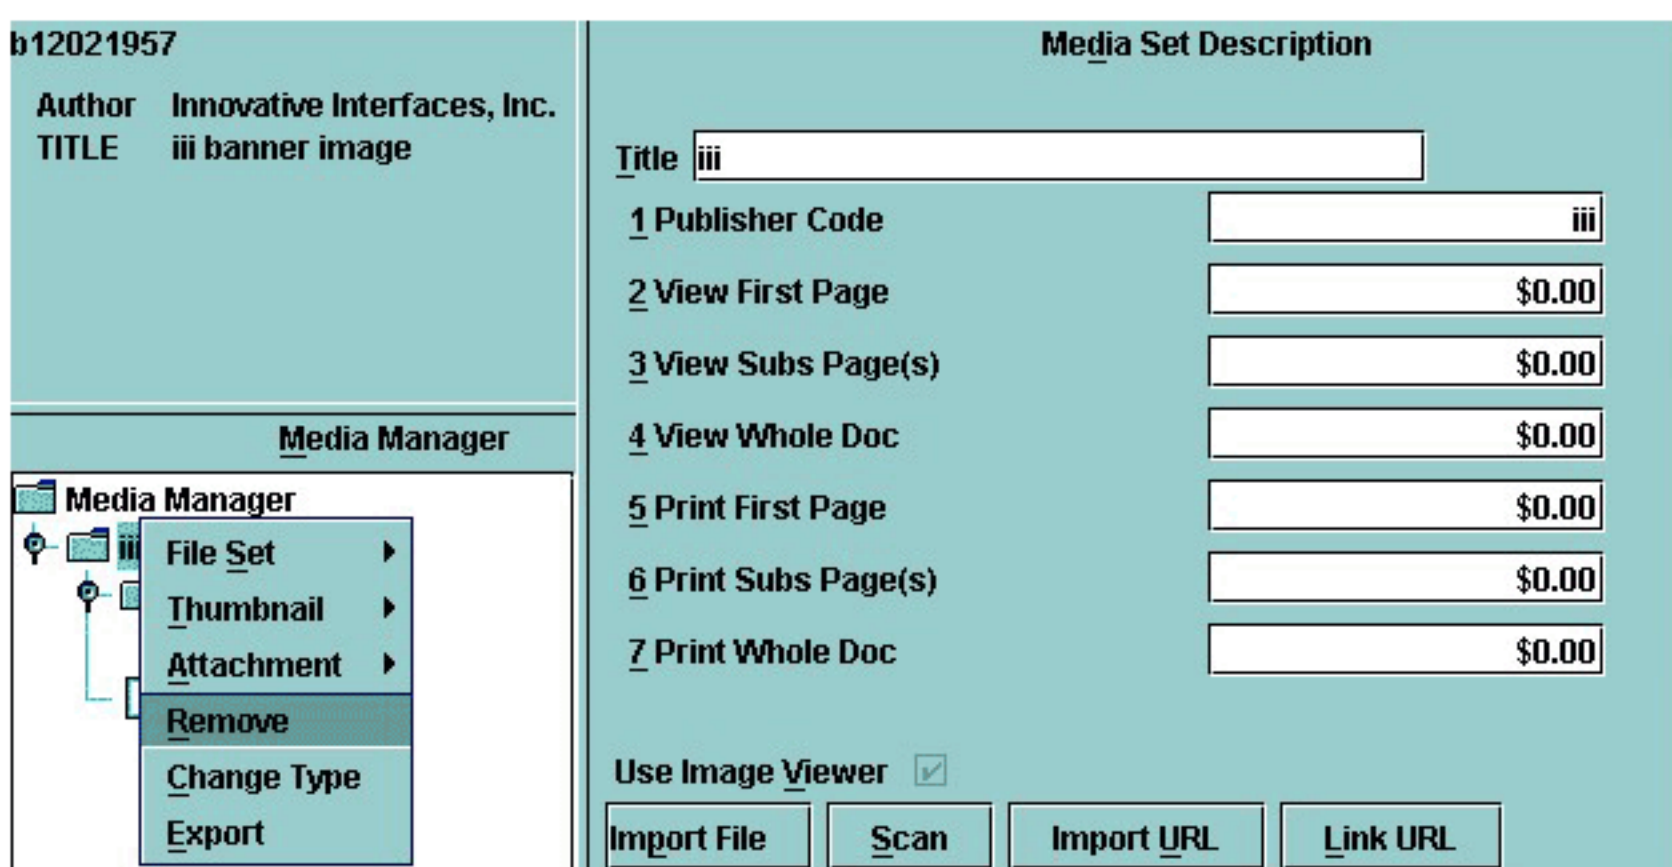 b12021957
Author Innovative Interfaces, Inc.
TITLE iii banner image
Media Manager
Media Manager
iii
File Set
Thumbnail
Attachment
Remove
Change Type
Export
Media Set Description
Title iii
1 Publisher Code iii
2 View First Page $0.00
3 View Subs Page(s) $0.00
4 View Whole Doc $0.00
5 Print First Page $0.00
6 Print Subs Page(s) $0.00
7 Print Whole Doc $0.00
Use Image Viewer
Import File Scan Import URL Link URL